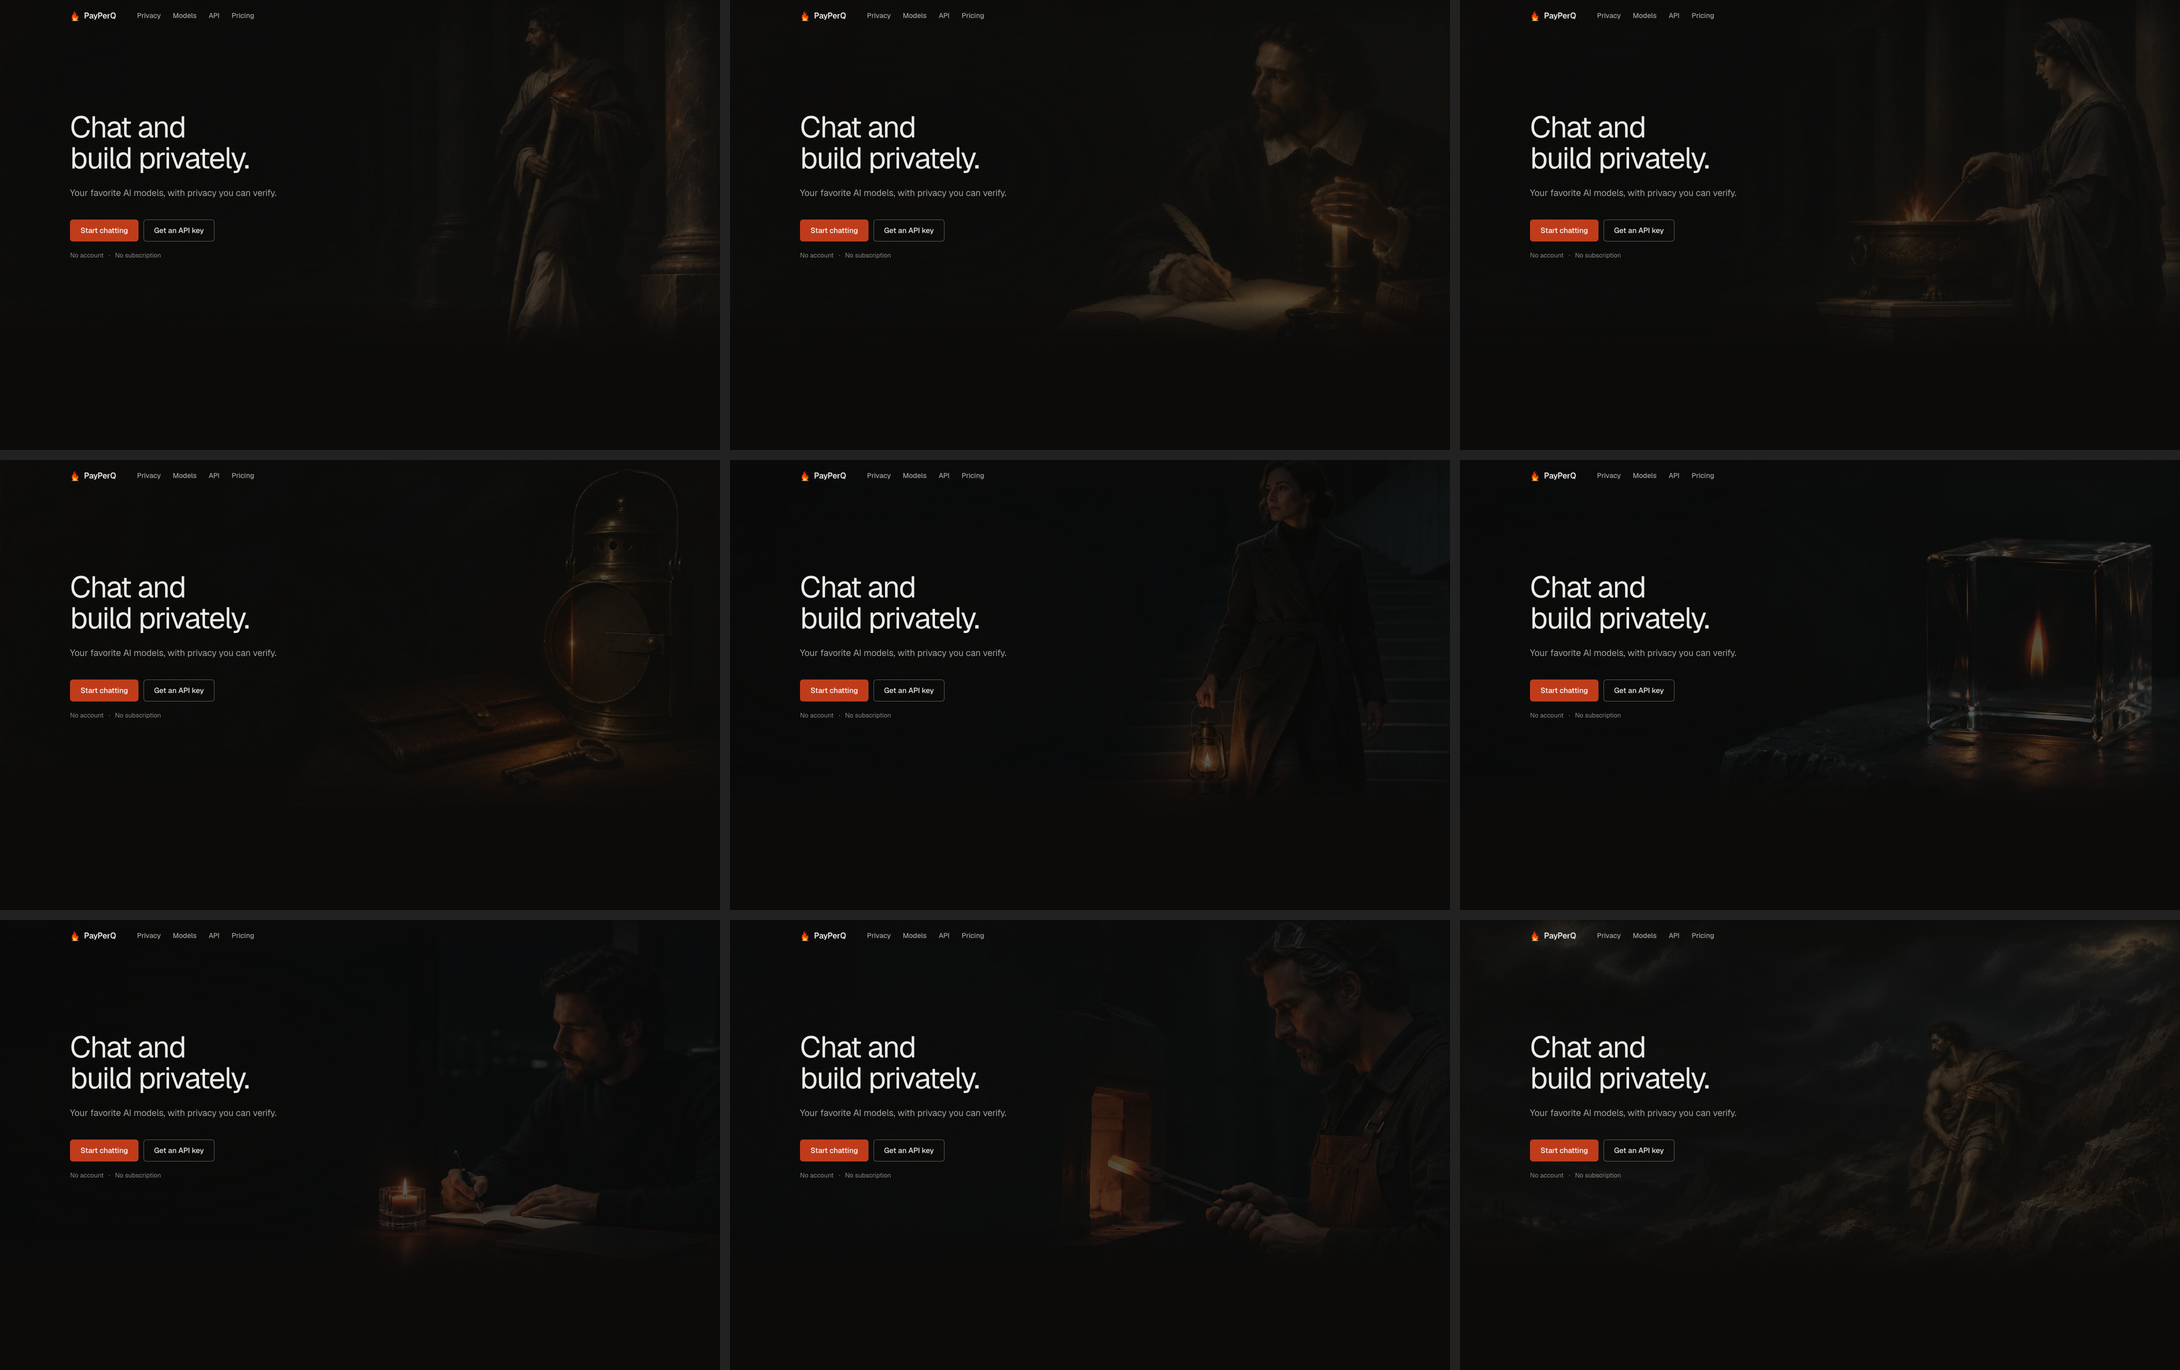 PayPerQ Privacy Models API Pricing
Chat and
build privately.
Your favorite AI models, with privacy you can verify.
Start chatting Get an API key
No account · No subscription
PayPerQ Privacy Models API Pricing
Chat and
build privately.
Your favorite AI models, with privacy you can verify.
Start chatting Get an API key
No account · No subscription
PayPerQ Privacy Models API Pricing
Chat and
build privately.
Your favorite AI models, with privacy you can verify.
Start chatting Get an API key
No account · No subscription
PayPerQ Privacy Models API Pricing
Chat and
build privately.
Your favorite AI models, with privacy you can verify.
Start chatting Get an API key
No account · No subscription
PayPerQ Privacy Models API Pricing
Chat and
build privately.
Your favorite AI models, with privacy you can verify.
Start chatting Get an API key
No account · No subscription
PayPerQ Privacy Models API Pricing
Chat and
build privately.
Your favorite AI models, with privacy you can verify.
Start chatting Get an API key
No account · No subscription
PayPerQ Privacy Models API Pricing
Chat and
build privately.
Your favorite AI models, with privacy you can verify.
Start chatting Get an API key
No account · No subscription
PayPerQ Privacy Models API Pricing
Chat and
build privately.
Your favorite AI models, with privacy you can verify.
Start chatting Get an API key
No account · No subscription
PayPerQ Privacy Models API Pricing
Chat and
build privately.
Your favorite AI models, with privacy you can verify.
Start chatting Get an API key
No account · No subscription